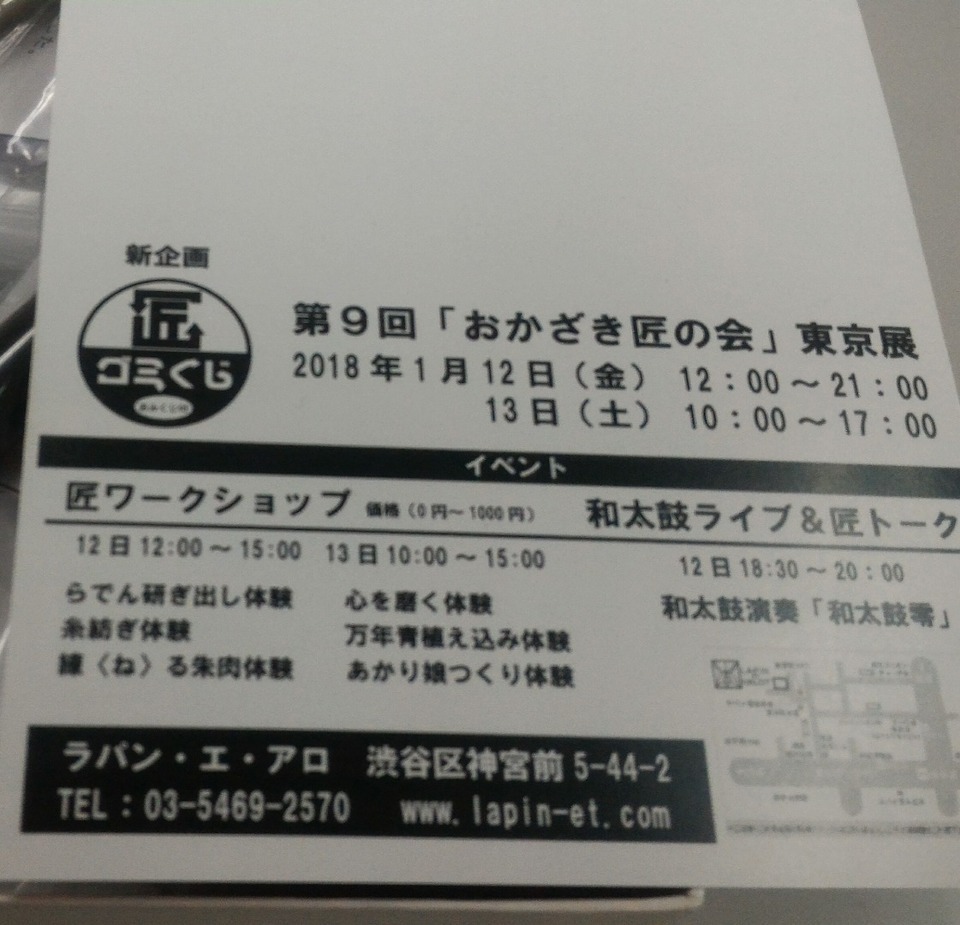 新企画
匠
ゴミくじ
第9回「おかざき匠の会」東京展
2018年1月12日（金） 12：00～21：00
13日（土） 10：00～17：00
イベント
匠ワークショップ 価格（0円～1000円）
12日12:00～15:00 13日10:00～15:00
らでん研ぎ出し体験 心を磨く体験
糸紡ぎ体験 万年青植え込み体験
練〈ね〉る朱肉体験 あかり娘つくり体験
和太鼓ライブ＆匠トーク
12日18:30～20：00
和太鼓演奏「和太鼓零」
ラパン・エ・アロ 渋谷区神宮前5-44-2
TEL：03-5469-2570 www.lapin-et.com